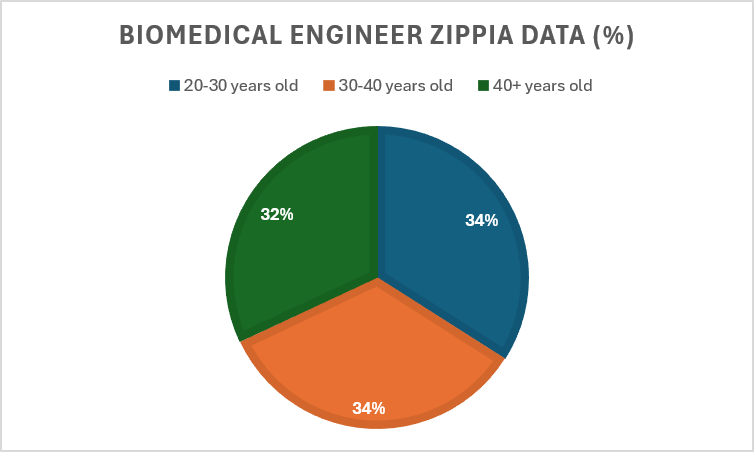 BIOMEDICAL ENGINEER ZIPPIA DATA (%)
20-30 years old 30-40 years old 40+ years old
32%
34%
34%